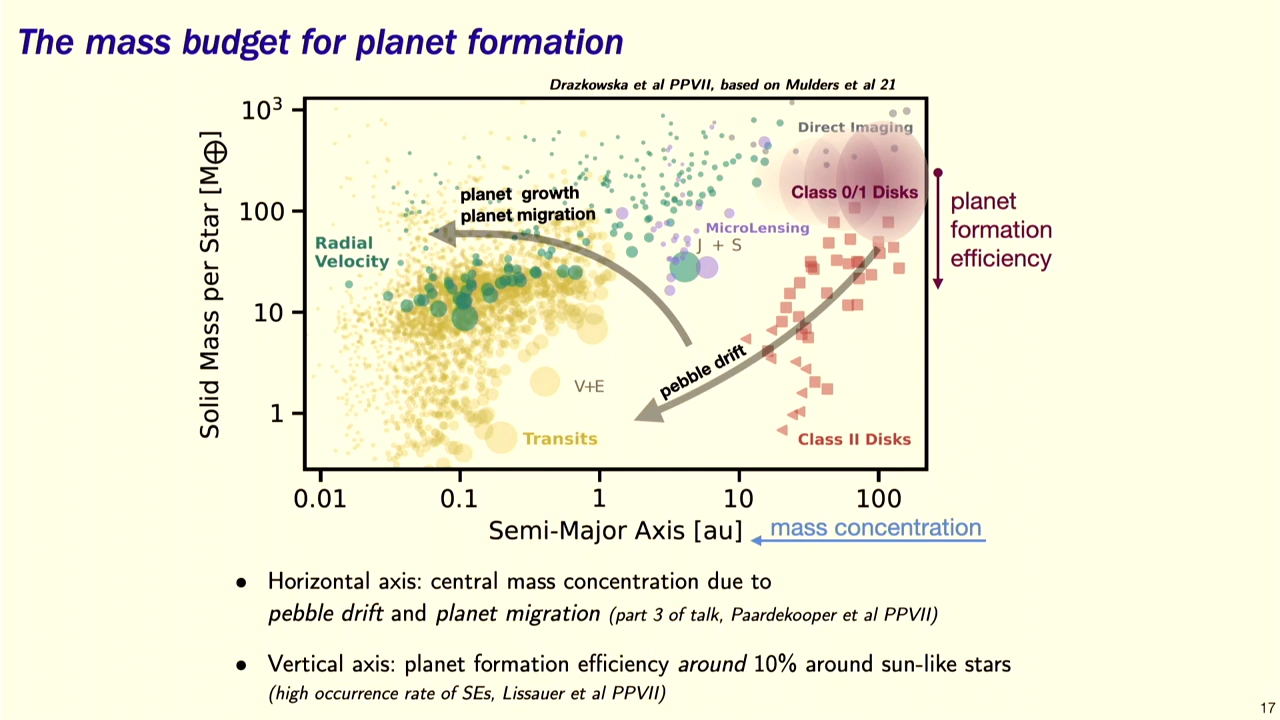 The mass budget for planet formation
Drazkowska et al PPVII, based on Mulders et al 21
10³
100
10
1
Solid Mass per Star [M⊕]
Direct Imaging
Class 0/1 Disks
planet growth
planet migration
MicroLensing
J + S
Radial
Velocity
pebble drift
V+E
Transits
Class II Disks
planet
formation
efficiency
0.01 0.1 1 10 100
Semi-Major Axis [au]
mass concentration
• Horizontal axis: central mass concentration due to
pebble drift and planet migration (part 3 of talk, Paardekooper et al PPVII)
• Vertical axis: planet formation efficiency around 10% around sun-like stars
(high occurrence rate of SEs, Lissauer et al PPVII)
17